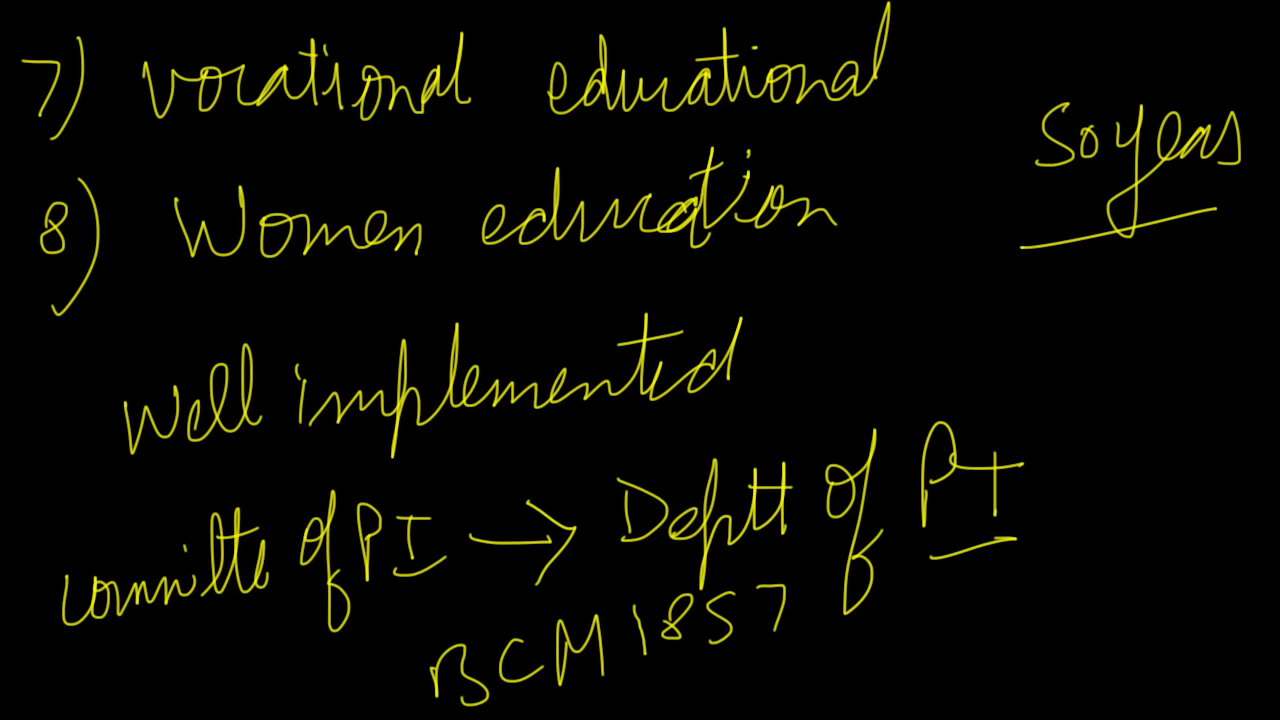 7) vocational educational
50 years
8) Women education
Well implemented
committe of PI → Deptt of PI
BCM 1857